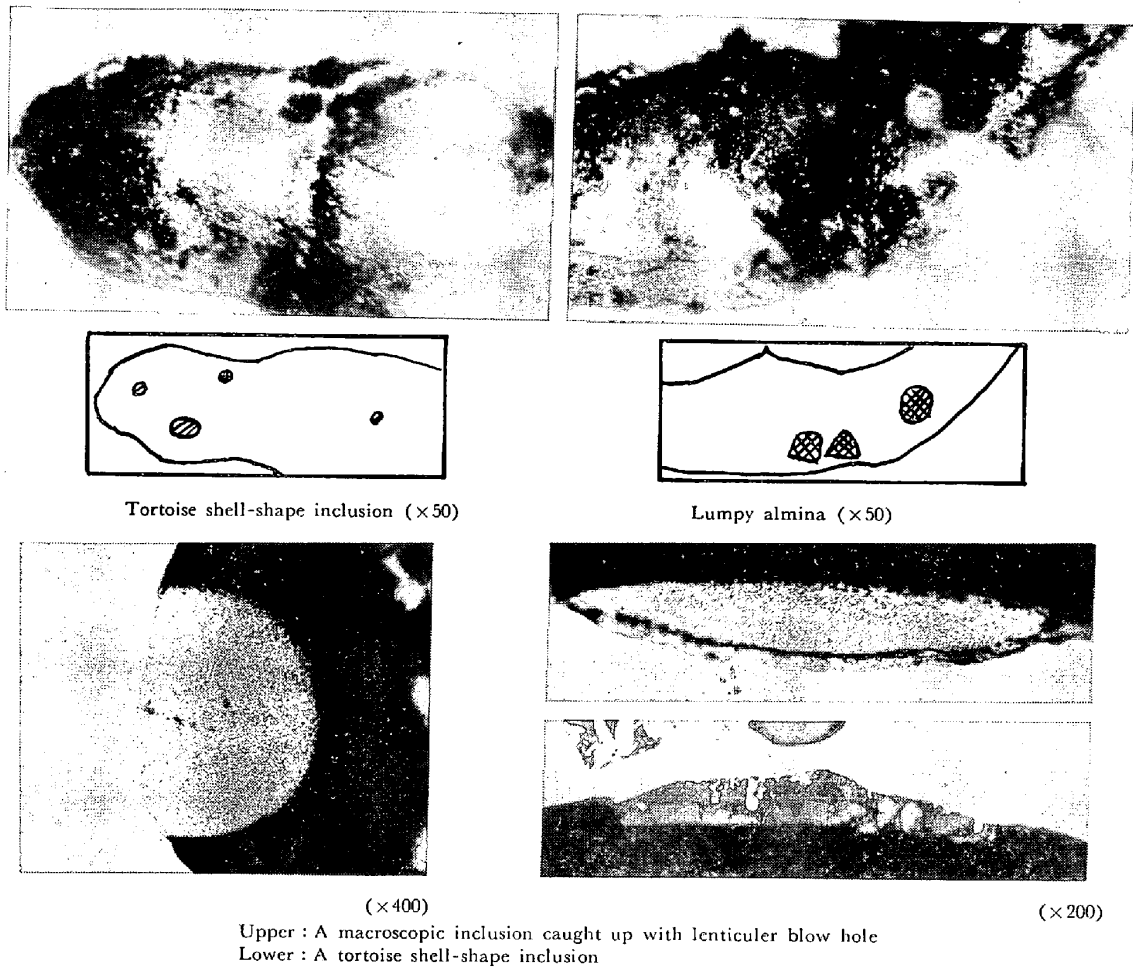 Tortoise shell-shape inclusion (×50)
Lumpy almina (×50)
(×400)
(×200)
Upper : A macroscopic inclusion caught up with lenticuler blow hole
Lower : A tortoise shell-shape inclusion